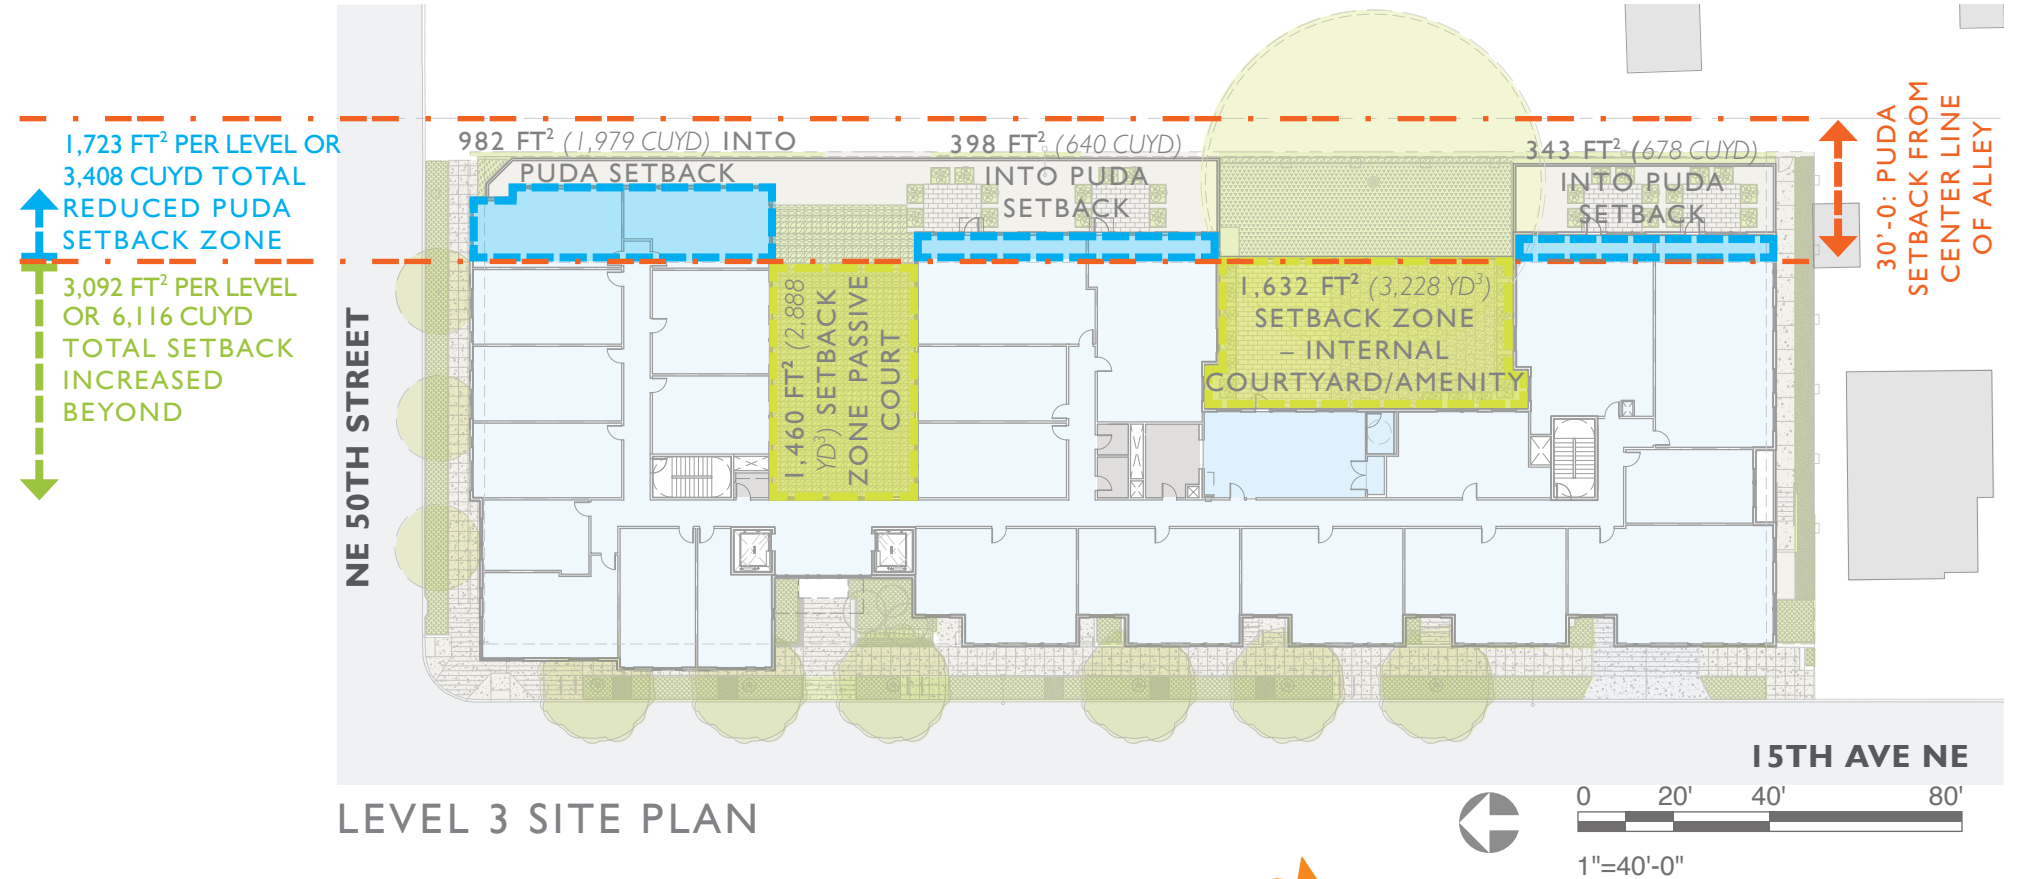 1,723 FT² PER LEVEL OR
3,408 CUYD TOTAL
REDUCED PUDA
SETBACK ZONE
3,092 FT² PER LEVEL
OR 6,116 CUYD
TOTAL SETBACK
INCREASED
BEYOND
982 FT² (1,979 CUYD) INTO
PUDA SETBACK
398 FT² (640 CUYD)
INTO PUDA
SETBACK
343 FT² (678 CUYD)
INTO PUDA
SETBACK
30'-0: PUDA
SETBACK FROM
CENTER LINE
OF ALLEY
1,460 FT² (2,888
YD³) SETBACK
ZONE PASSIVE
COURT
1,632 FT² (3,228 YD³)
SETBACK ZONE
– INTERNAL
COURTYARD/AMENITY
NE 50TH STREET
15TH AVE NE
LEVEL 3 SITE PLAN
0 20' 40' 80'
1"=40'-0"